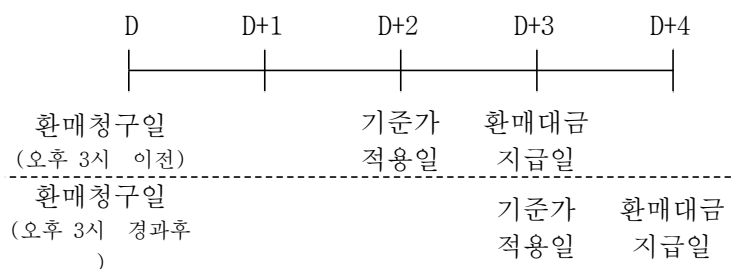 D D+1 D+2 D+3 D+4
환매청구일 기준가 환매대금
(오후 3시 이전) 적용일 지급일
환매청구일
(오후 3시 경과후 기준가 환매대금
) 적용일 지급일